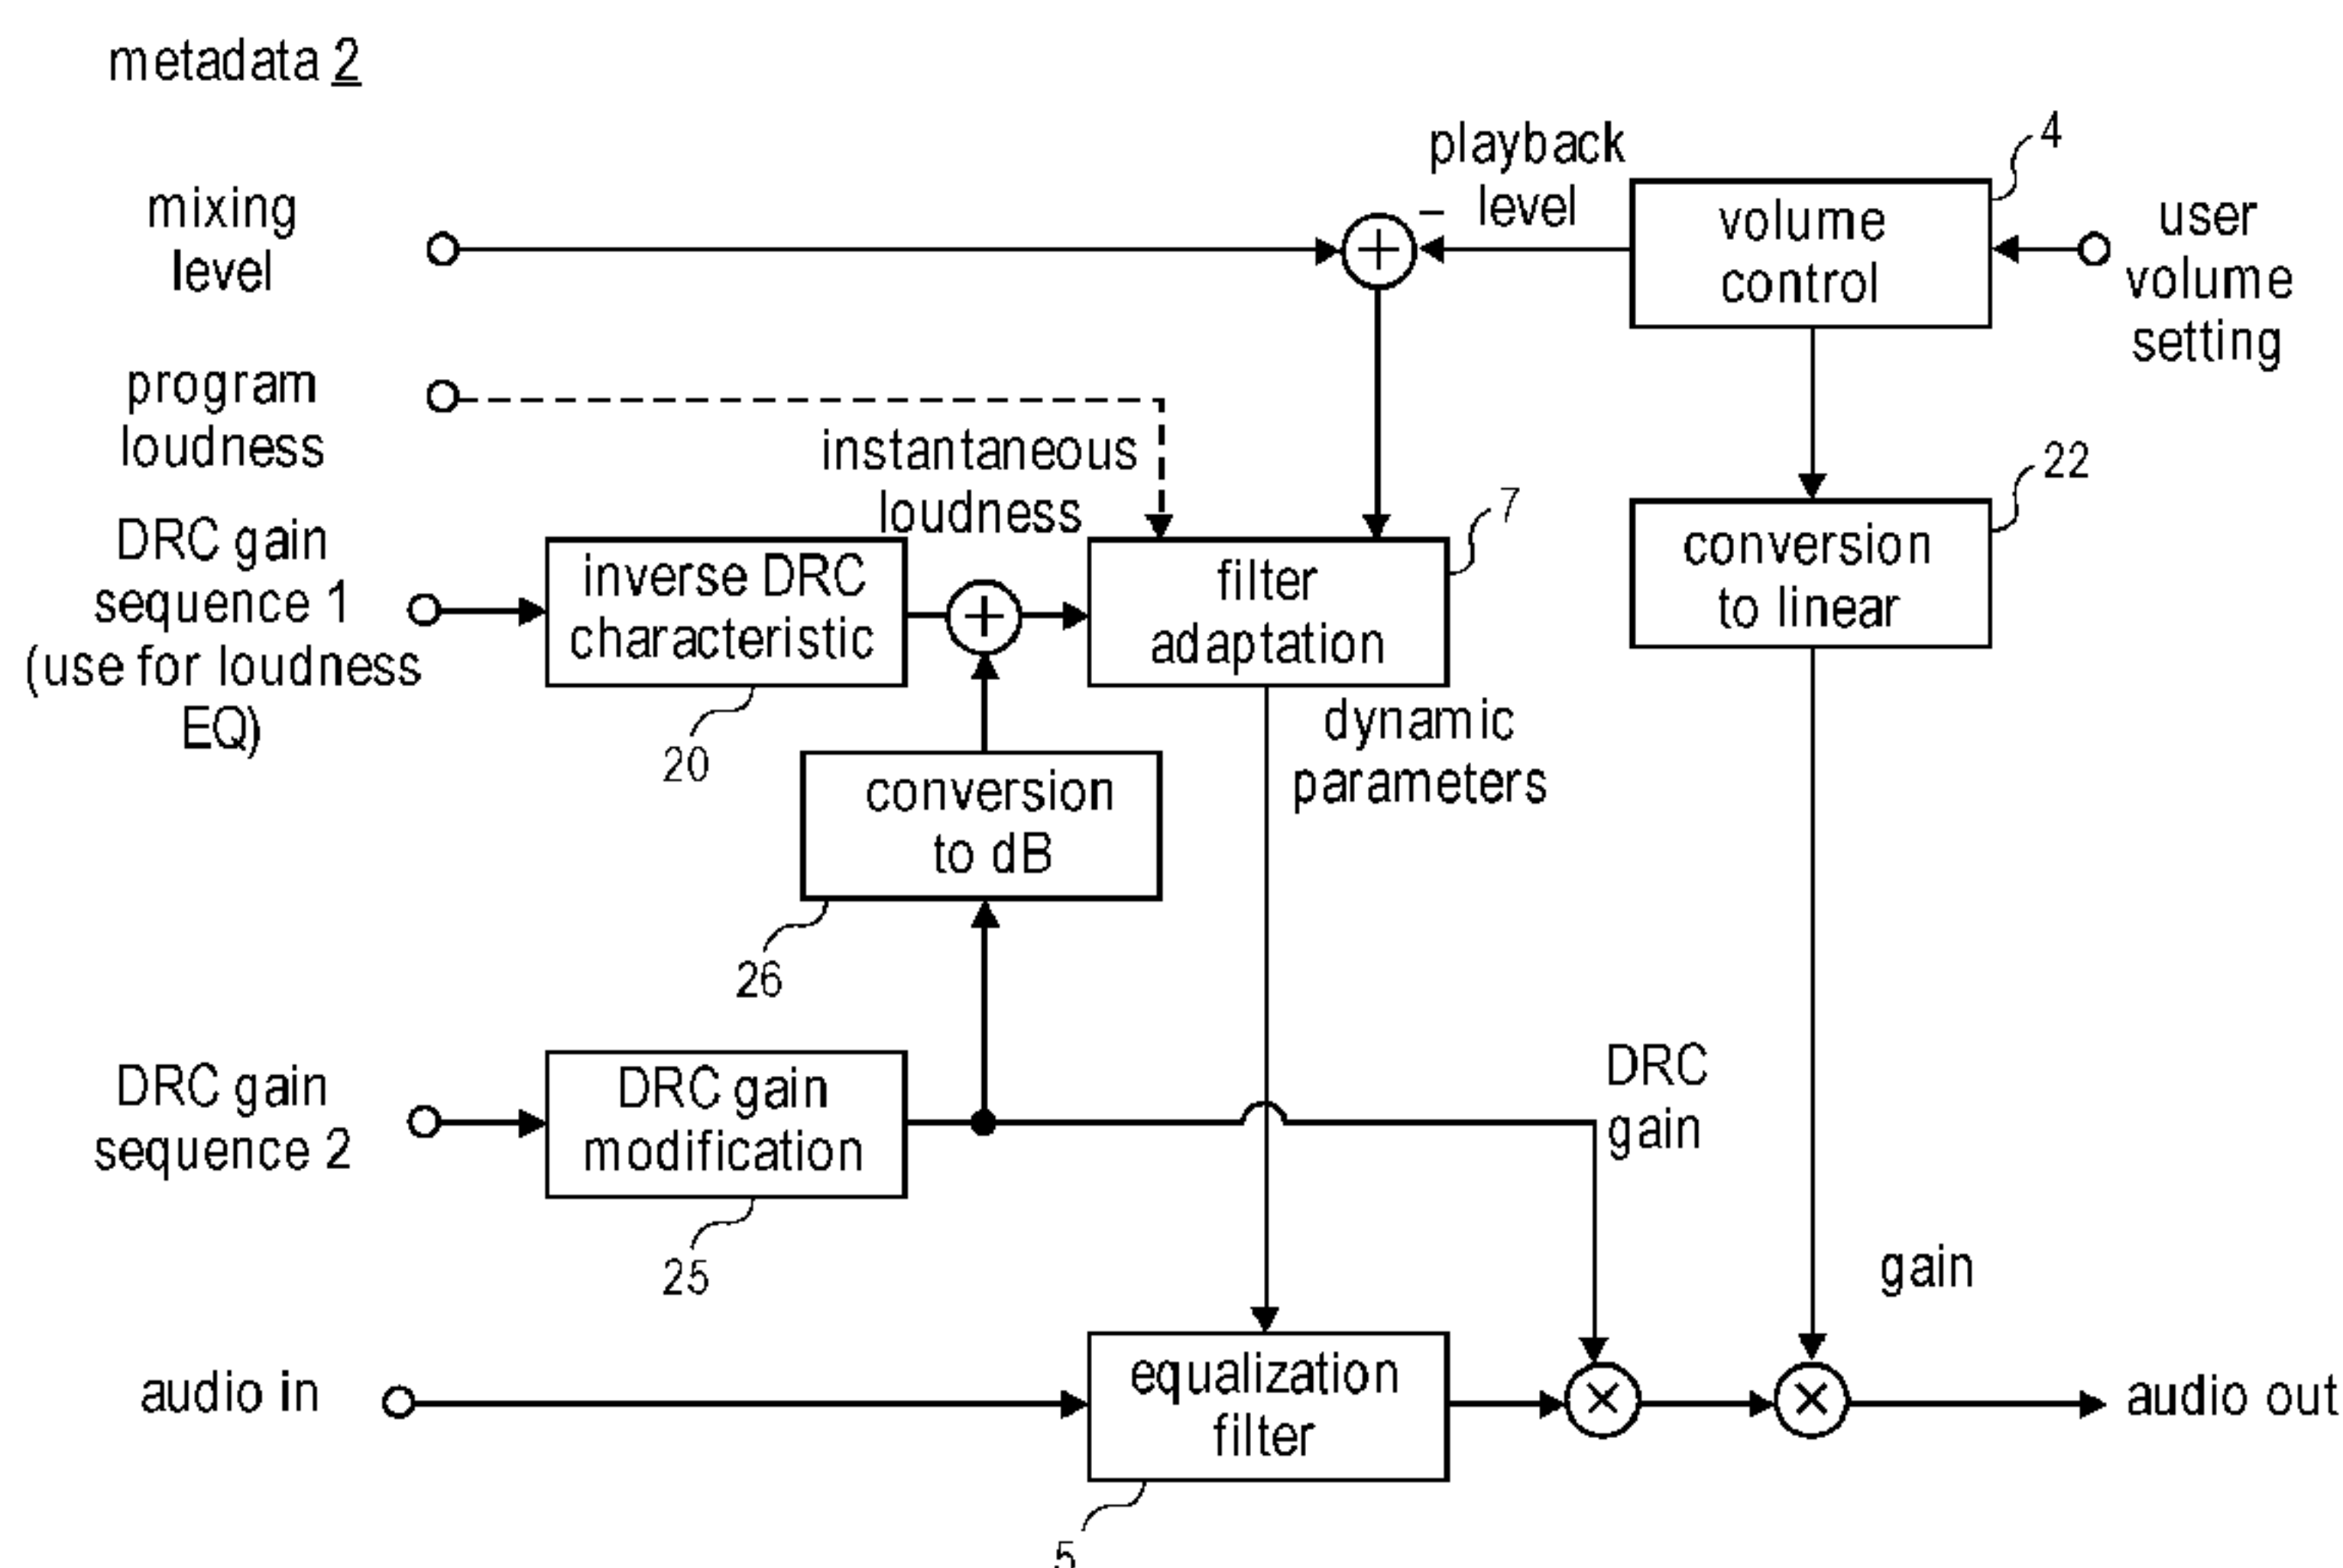 metadata 2
mixing
level
playback
level
–
volume
control
4
user
volume
setting
program
loudness
instantaneous
loudness
DRC gain
sequence 1
(use for loudness
EQ)
inverse DRC
characteristic
20
filter
adaptation
7
conversion
to linear
22
dynamic
parameters
conversion
to dB
26
DRC gain
sequence 2
DRC gain
modification
25
DRC
gain
gain
audio in
equalization
filter
5
audio out